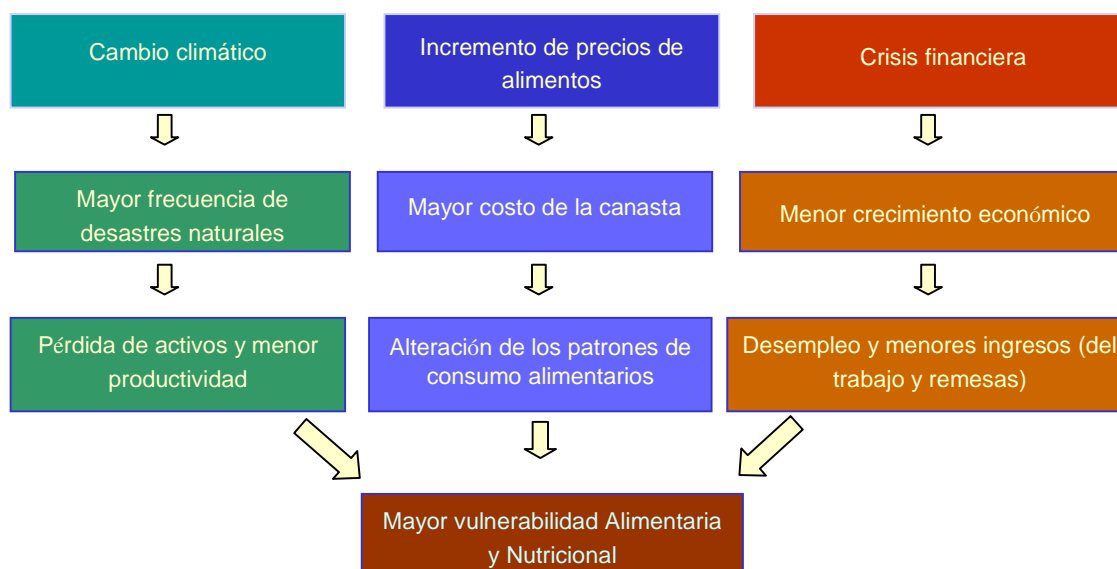 Cambio climático
Incremento de precios de
alimentos
Crisis financiera
Mayor frecuencia de
desastres naturales
Mayor costo de la canasta
Menor crecimiento económico
Pérdida de activos y menor
productividad
Alteración de los patrones de
consumo alimentarios
Desempleo y menores ingresos (del
trabajo y remesas)
Mayor vulnerabilidad Alimentaria
y Nutricional